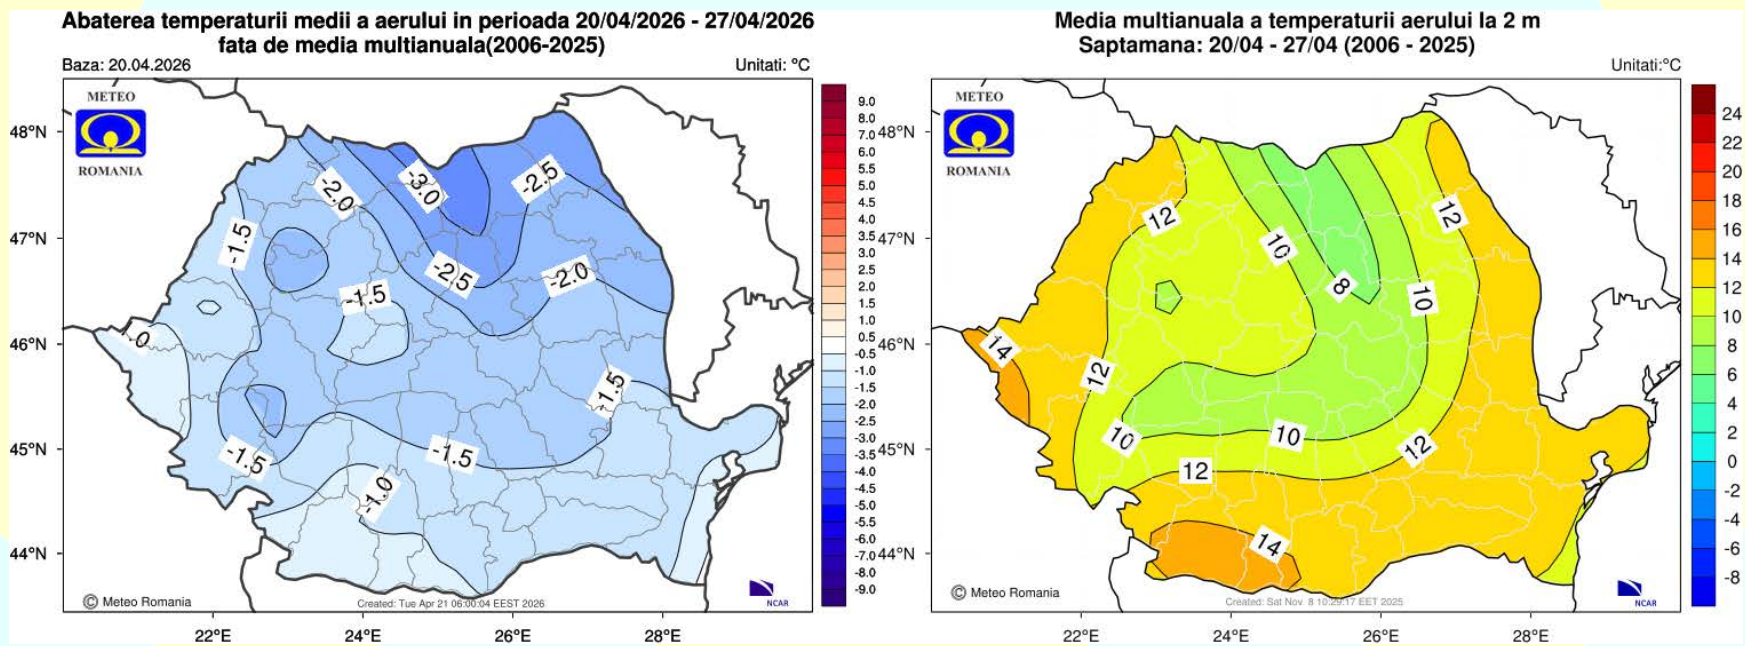 Abaterea temperaturii medii a aerului in perioada 20/04/2026 - 27/04/2026
fata de media multianuala(2006-2025)
Baza: 20.04.2026
Unitati: °C
METEO
ROMANIA
48°N
47°N
46°N
45°N
44°N
22°E
24°E
26°E
28°E
-2.0
-3.0
-2.5
-1.5
-2.5
-2.0
-1.5
.0
-1.5
-1.5
-1.5
-1.0
9.0
8.0
7.0
6.0
5.5
5.0
4.5
4.0
3.5
3.0
2.5
2.0
1.5
1.0
0.5
-0.5
-1.0
-1.5
-2.0
-2.5
-3.0
-3.5
-4.0
-4.5
-5.0
-5.5
-6.0
-7.0
-8.0
-9.0
© Meteo Romania
Created: Tue Apr 21 06:00:04 EEST 2026
NCAR
Media multianuala a temperaturii aerului la 2 m
Saptamana: 20/04 - 27/04 (2006 - 2025)
Unitati:°C
METEO
ROMANIA
48°N
47°N
46°N
45°N
44°N
22°E
24°E
26°E
28°E
12
12
10
8
10
14
12
10
10
12
12
14
24
22
20
18
16
14
12
10
8
6
4
2
0
-2
-4
-6
-8
© Meteo Romania
Created: Sat Nov 8 10:29:17 EET 2025
NCAR